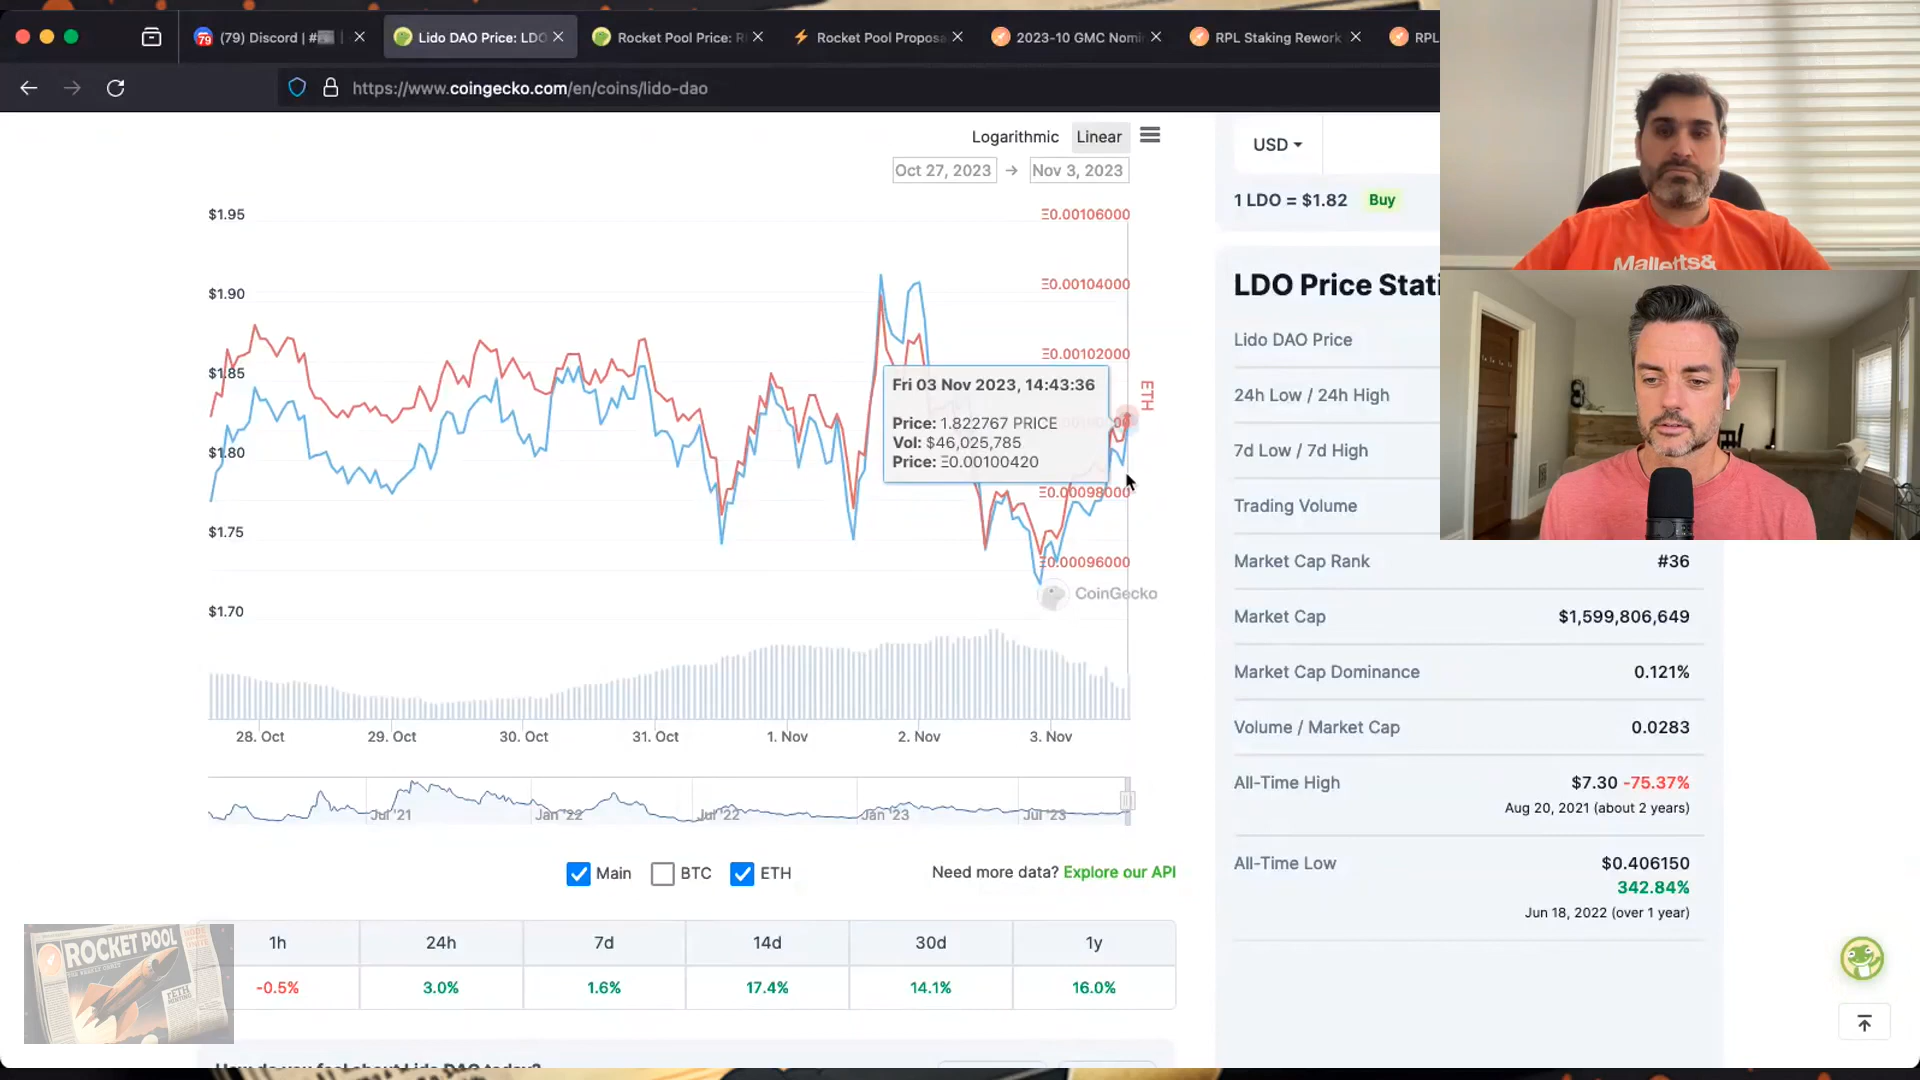 (79) Discord | #
Lido DAO Price: LDO
Rocket Pool Price: R
Rocket Pool Proposa
2023-10 GMC Nomi
RPL Staking Rework
RPL
https://www.coingecko.com/en/coins/lido-dao
Logarithmic Linear
Oct 27, 2023 → Nov 3, 2023
$1.95
$1.90
$1.85
$1.80
$1.75
$1.70
Ξ0.00106000
Ξ0.00104000
Ξ0.00102000
Ξ0.00098000
Ξ0.00096000
ETH
Fri 03 Nov 2023, 14:43:36
Price: 1.822767 PRICE
Vol: $46,025,785
Price: Ξ0.00100420
CoinGecko
28. Oct 29. Oct 30. Oct 31. Oct 1. Nov 2. Nov 3. Nov
Jul '21 Jan '22 Jul '22 Jan '23 Jul '23
Main BTC ETH
Need more data? Explore our API
1h 24h 7d 14d 30d 1y
-0.5% 3.0% 1.6% 17.4% 14.1% 16.0%
How do you feel about Lido DAO today?
USD
1 LDO = $1.82 Buy
LDO Price Stati
Lido DAO Price
24h Low / 24h High
7d Low / 7d High
Trading Volume
Market Cap Rank #36
Market Cap $1,599,806,649
Market Cap Dominance 0.121%
Volume / Market Cap 0.0283
All-Time High $7.30 -75.37%
Aug 20, 2021 (about 2 years)
All-Time Low $0.406150
342.84%
Jun 18, 2022 (over 1 year)
Malletts&
ROCKET POOL
rETH